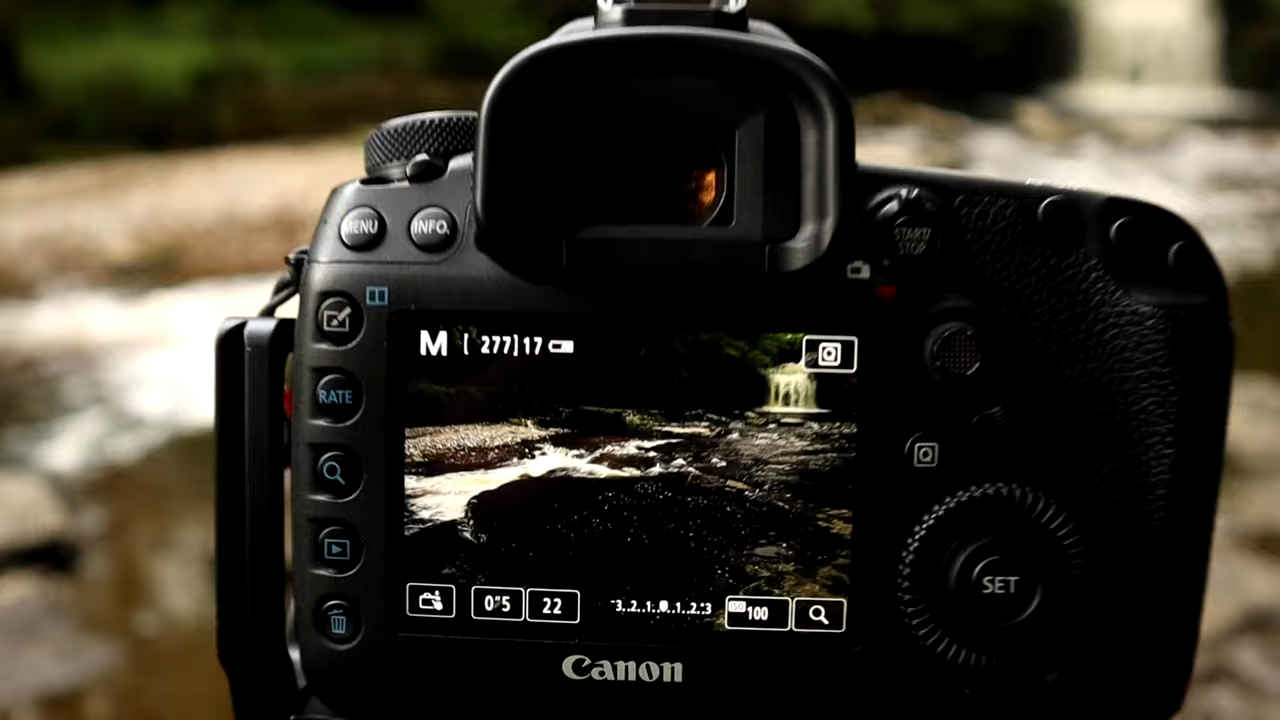 MENU INFO.
START/
STOP
M [ 277]17
RATE
Q
Q
SET
0"5 22 -3..2..1..0..1..2..:3 ISO 100
Canon